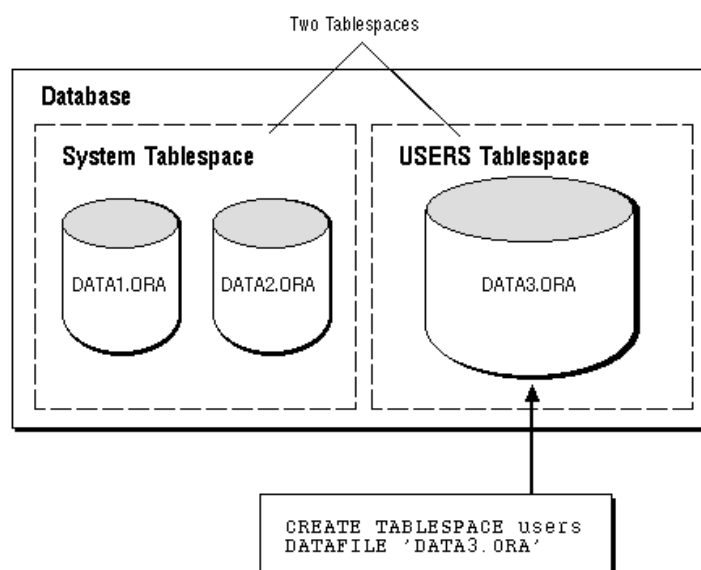 Two Tablespaces
Database
System Tablespace
USERS Tablespace
DATA1.ORA
DATA2.ORA
DATA3.ORA
CREATE TABLESPACE users
DATAFILE 'DATA3.ORA'